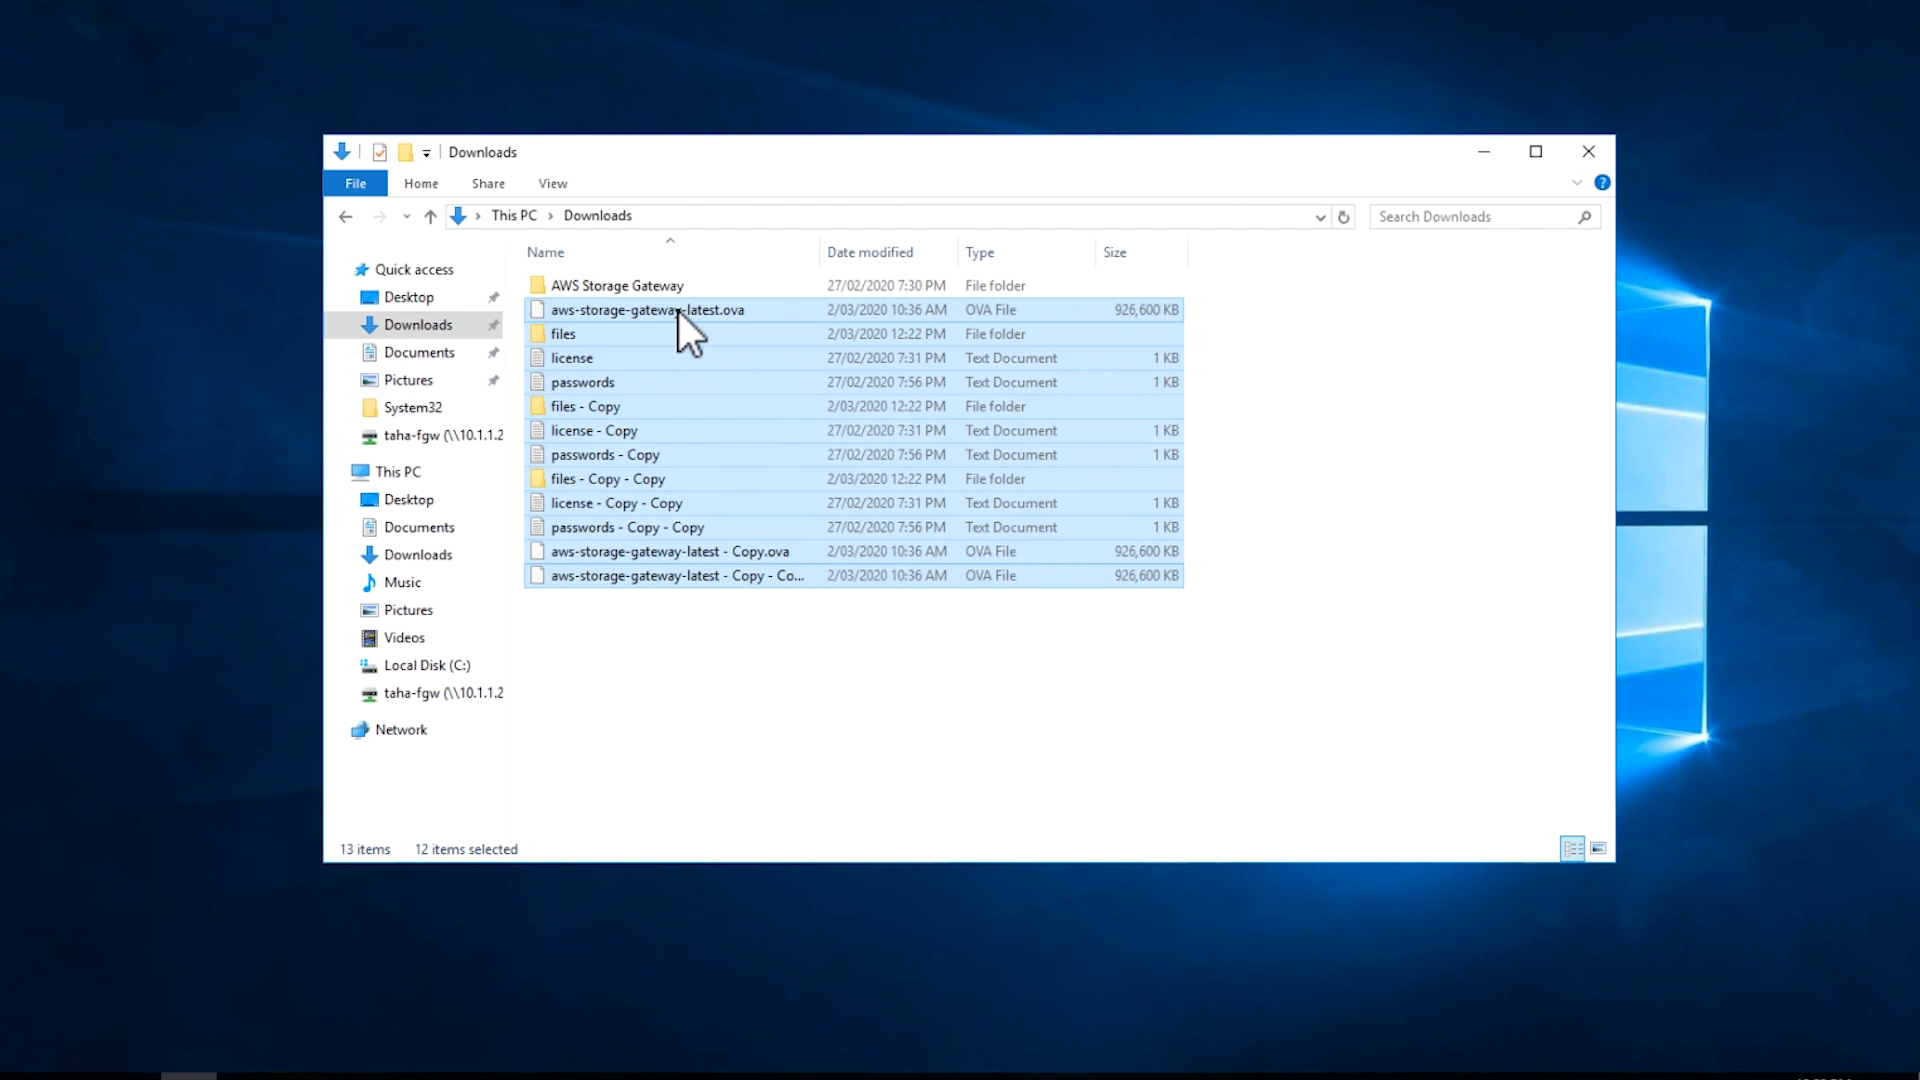 Downloads
File Home Share View
This PC Downloads
Search Downloads
Name Date modified Type Size
Quick access
Desktop
Downloads
Documents
Pictures
System32
taha-fgw (\\10.1.1.2
This PC
Desktop
Documents
Downloads
Music
Pictures
Videos
Local Disk (C:)
taha-fgw (\\10.1.1.2
Network
AWS Storage Gateway 27/02/2020 7:30 PM File folder
aws-storage-gateway-latest.ova 2/03/2020 10:36 AM OVA File 926,600 KB
files 2/03/2020 12:22 PM File folder
license 27/02/2020 7:31 PM Text Document 1 KB
passwords 27/02/2020 7:56 PM Text Document 1 KB
files - Copy 2/03/2020 12:22 PM File folder
license - Copy 27/02/2020 7:31 PM Text Document 1 KB
passwords - Copy 27/02/2020 7:56 PM Text Document 1 KB
files - Copy - Copy 2/03/2020 12:22 PM File folder
license - Copy - Copy 27/02/2020 7:31 PM Text Document 1 KB
passwords - Copy - Copy 27/02/2020 7:56 PM Text Document 1 KB
aws-storage-gateway-latest - Copy.ova 2/03/2020 10:36 AM OVA File 926,600 KB
aws-storage-gateway-latest - Copy - Co... 2/03/2020 10:36 AM OVA File 926,600 KB
13 items 12 items selected